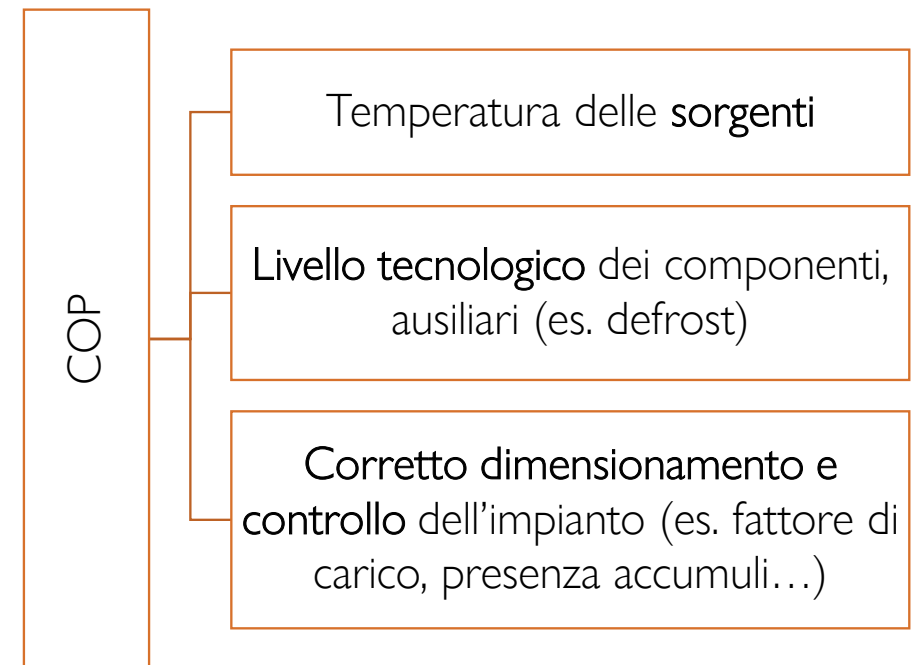 COP
Temperatura delle sorgenti
Livello tecnologico dei componenti,
ausiliari (es. defrost)
Corretto dimensionamento e
controllo dell’impianto (es. fattore di
carico, presenza accumuli…)